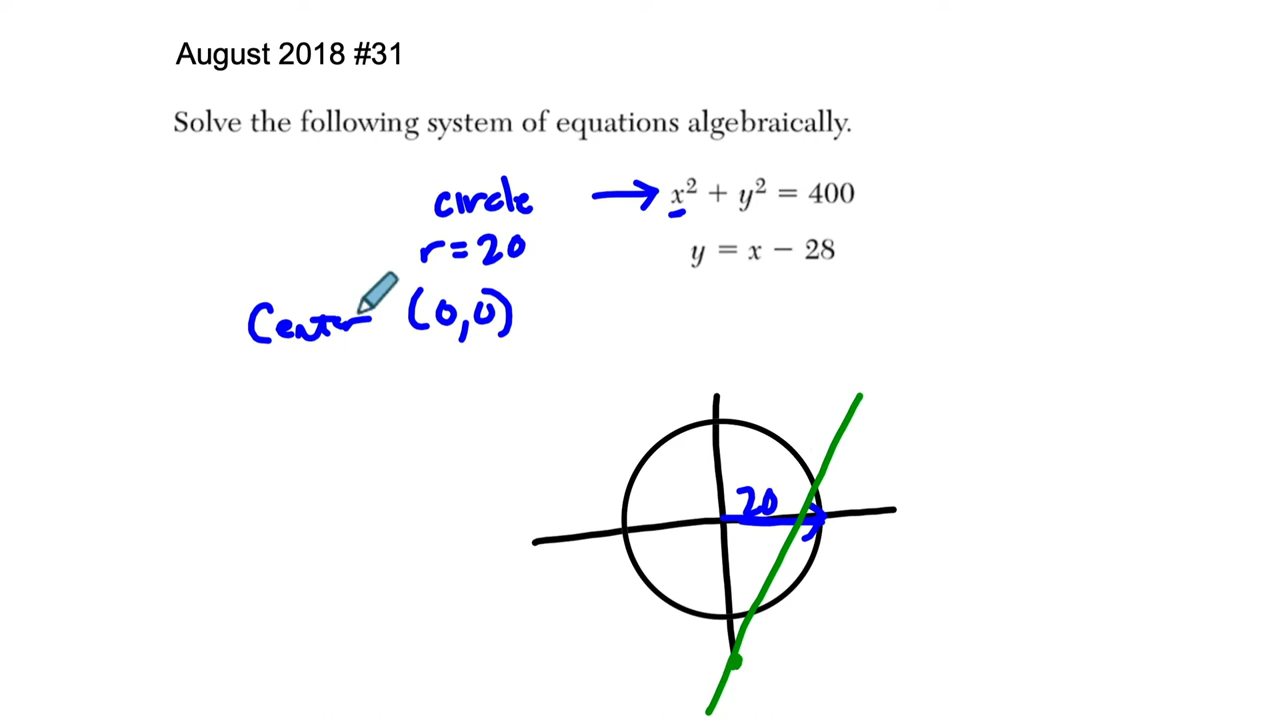 August 2018 #31
Solve the following system of equations algebraically.
circle → x² + y² = 400
r = 20 y = x − 28
Center (0,0)
20